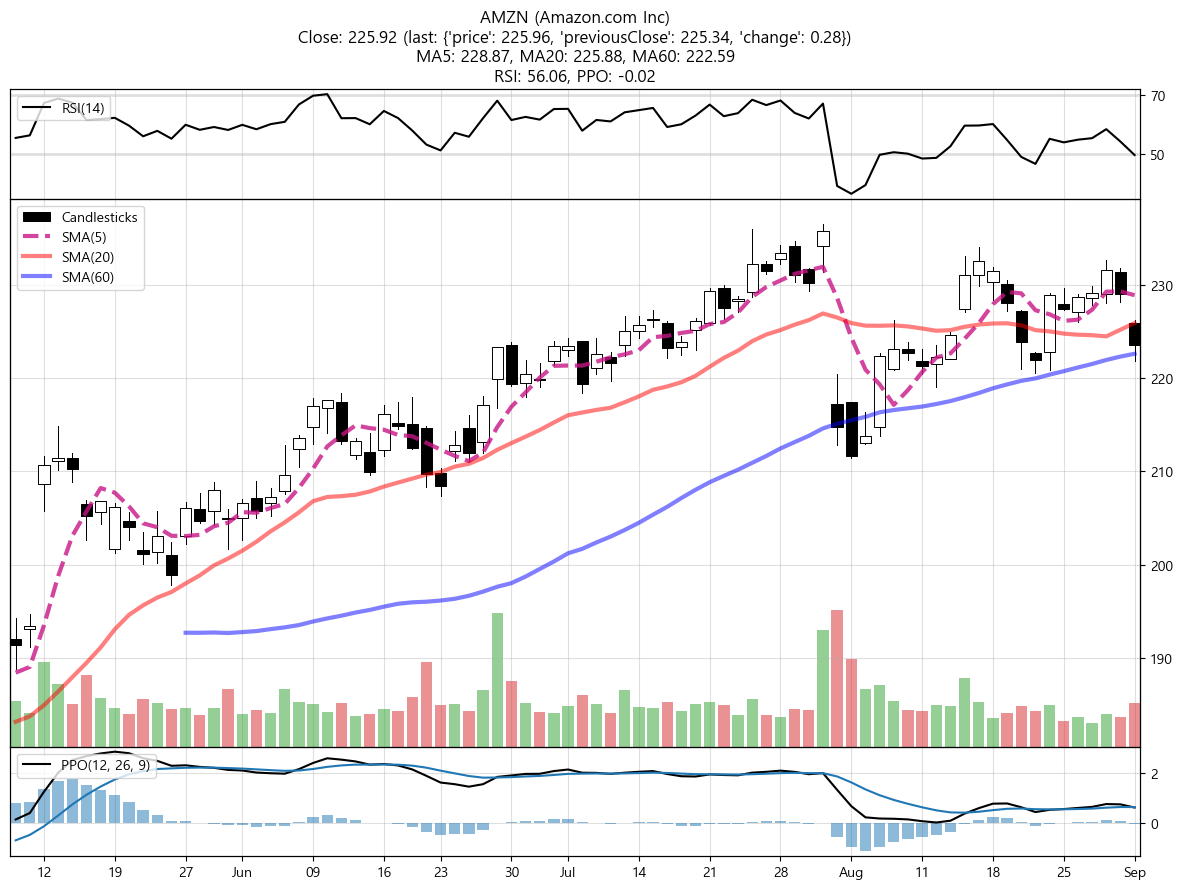 AMZN (Amazon.com Inc)
Close: 225.92 (last: {'price': 225.96, 'previousClose': 225.34, 'change': 0.28})
MA5: 228.87, MA20: 225.88, MA60: 222.59
RSI: 56.06, PPO: -0.02
RSI(14)
70
50
Candlesticks
SMA(5)
SMA(20)
SMA(60)
230
220
210
200
190
PPO(12, 26, 9)
2
0
12 19 27 Jun 09 16 23 30 Jul 14 21 28 Aug 11 18 25 Sep